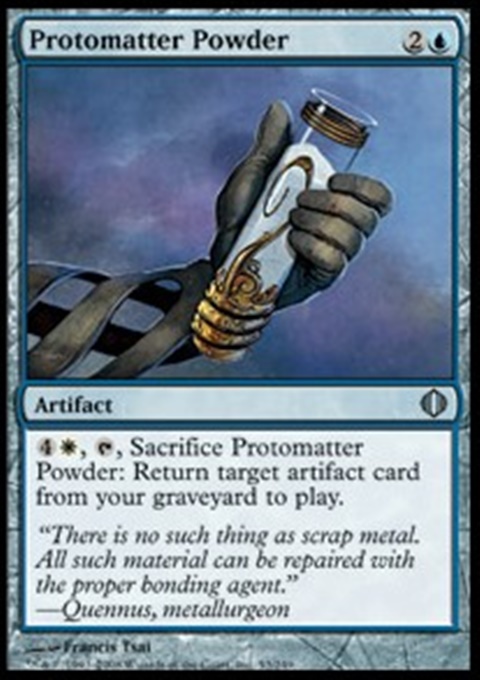 Protomatter Powder 2
Artifact
4, , Sacrifice Protomatter
Powder: Return target artifact card
from your graveyard to play.
“There is no such thing as scrap metal.
All such material can be repaired with
the proper bonding agent.”
—Quennus, metallurgeon
Francis Tsai